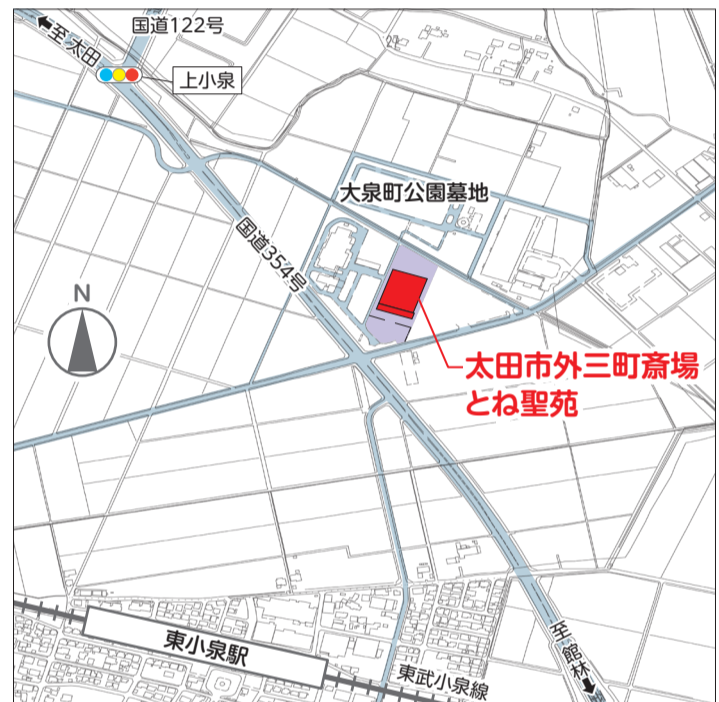 国道122号
至 太田
上小泉
大泉町公園墓地
国道354号
N
太田市外三町斎場
とね聖苑
東小泉駅
東武小泉線
至 館林